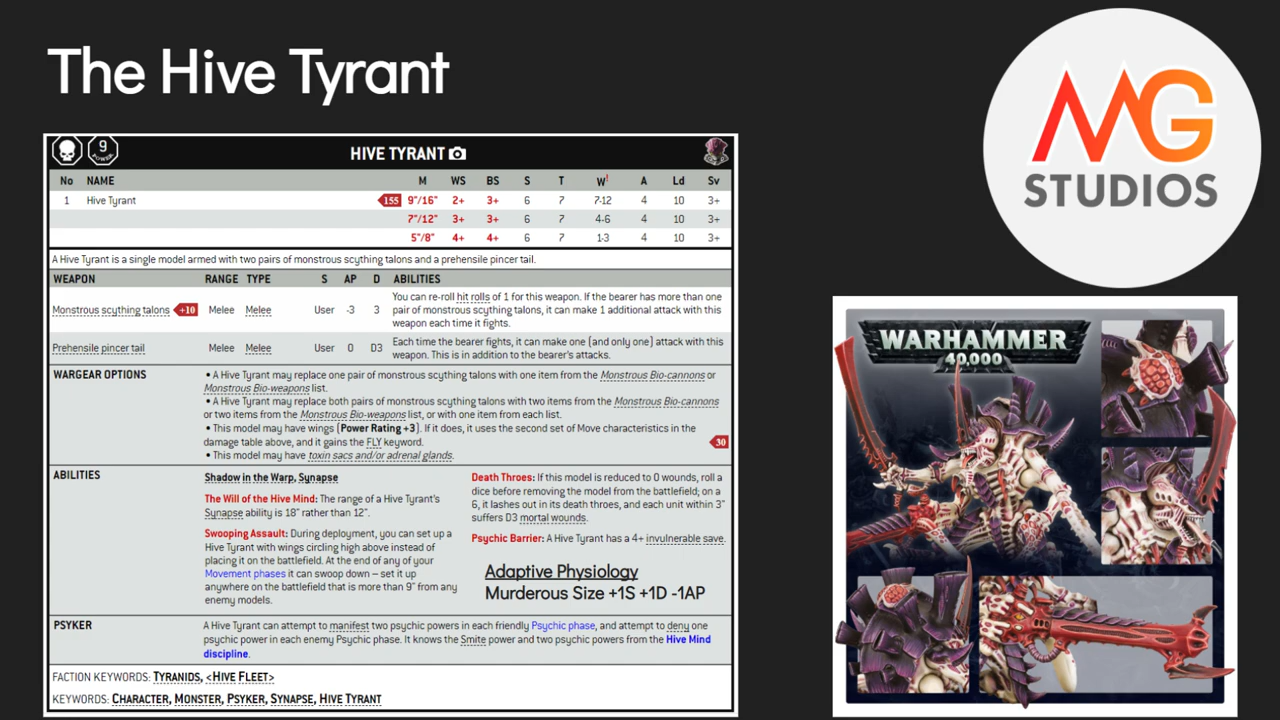 The Hive Tyrant
MG
STUDIOS
9
POWER
HIVE TYRANT
No NAME M WS BS S T W! A Ld Sv
1 Hive Tyrant 155 9"/16" 2+ 3+ 6 7 7-12 4 10 3+
7"/12" 3+ 3+ 6 7 4-6 4 10 3+
5"/8" 4+ 4+ 6 7 1-3 4 10 3+
A Hive Tyrant is a single model armed with two pairs of monstrous scything talons and a prehensile pincer tail.
WEAPON RANGE TYPE S AP D ABILITIES
Monstrous scything talons +10 Melee Melee User -3 3 You can re-roll hit rolls of 1 for this weapon. If the bearer has more than one
pair of monstrous scything talons, it can make 1 additional attack with this
weapon each time it fights.
Prehensile pincer tail Melee Melee User 0 D3 Each time the bearer fights, it can make one (and only one) attack with this
weapon. This is in addition to the bearer's attacks.
WARGEAR OPTIONS • A Hive Tyrant may replace one pair of monstrous scything talons with one item from the Monstrous Bio-cannons or
Monstrous Bio-weapons list.
• A Hive Tyrant may replace both pairs of monstrous scything talons with two items from the Monstrous Bio-cannons
or two items from the Monstrous Bio-weapons list, or with one item from each list.
• This model may have wings (Power Rating +3). If it does, it uses the second set of Move characteristics in the
damage table above, and it gains the FLY keyword. 30
• This model may have toxin sacs and/or adrenal glands.
ABILITIES
Shadow in the Warp, Synapse
The Will of the Hive Mind: The range of a Hive Tyrant's
Synapse ability is 18" rather than 12".
Swooping Assault: During deployment, you can set up a
Hive Tyrant with wings circling high above instead of
placing it on the battlefield. At the end of any of your
Movement phases it can swoop down – set it up
anywhere on the battlefield that is more than 9" from any
enemy models.
Death Throes: If this model is reduced to 0 wounds, roll a
dice before removing the model from the battlefield; on a
6, it lashes out in its death throes, and each unit within 3"
suffers D3 mortal wounds.
Psychic Barrier: A Hive Tyrant has a 4+ invulnerable save.
Adaptive Physiology
Murderous Size +1S +1D -1AP
PSYKER A Hive Tyrant can attempt to manifest two psychic powers in each friendly Psychic phase, and attempt to deny one
psychic power in each enemy Psychic phase. It knows the Smite power and two psychic powers from the Hive Mind
discipline.
FACTION KEYWORDS: TYRANIDS, <HIVE FLEET>
KEYWORDS: CHARACTER, MONSTER, PSYKER, SYNAPSE, HIVE TYRANT
WARHAMMER
40,000